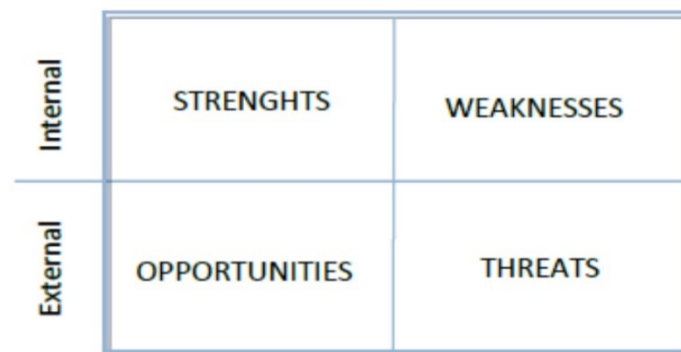 Internal
STRENGHTS
WEAKNESSES
External
OPPORTUNITIES
THREATS